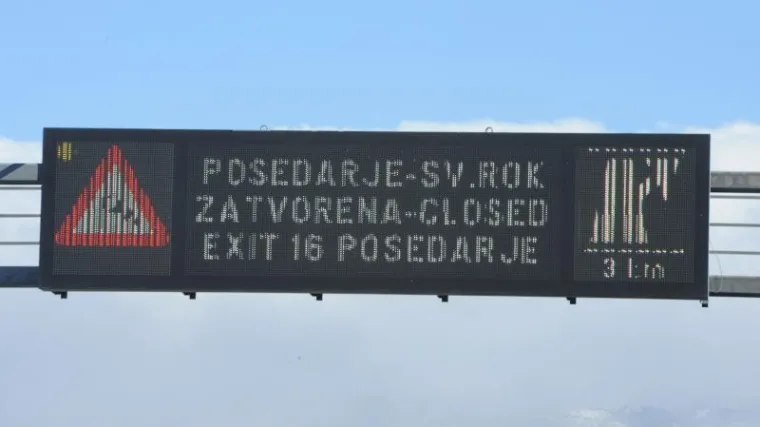 POSEDARJE-SV.ROK
ZATVORENA-CLOSED
EXIT 16 POSEDARJE
3 km